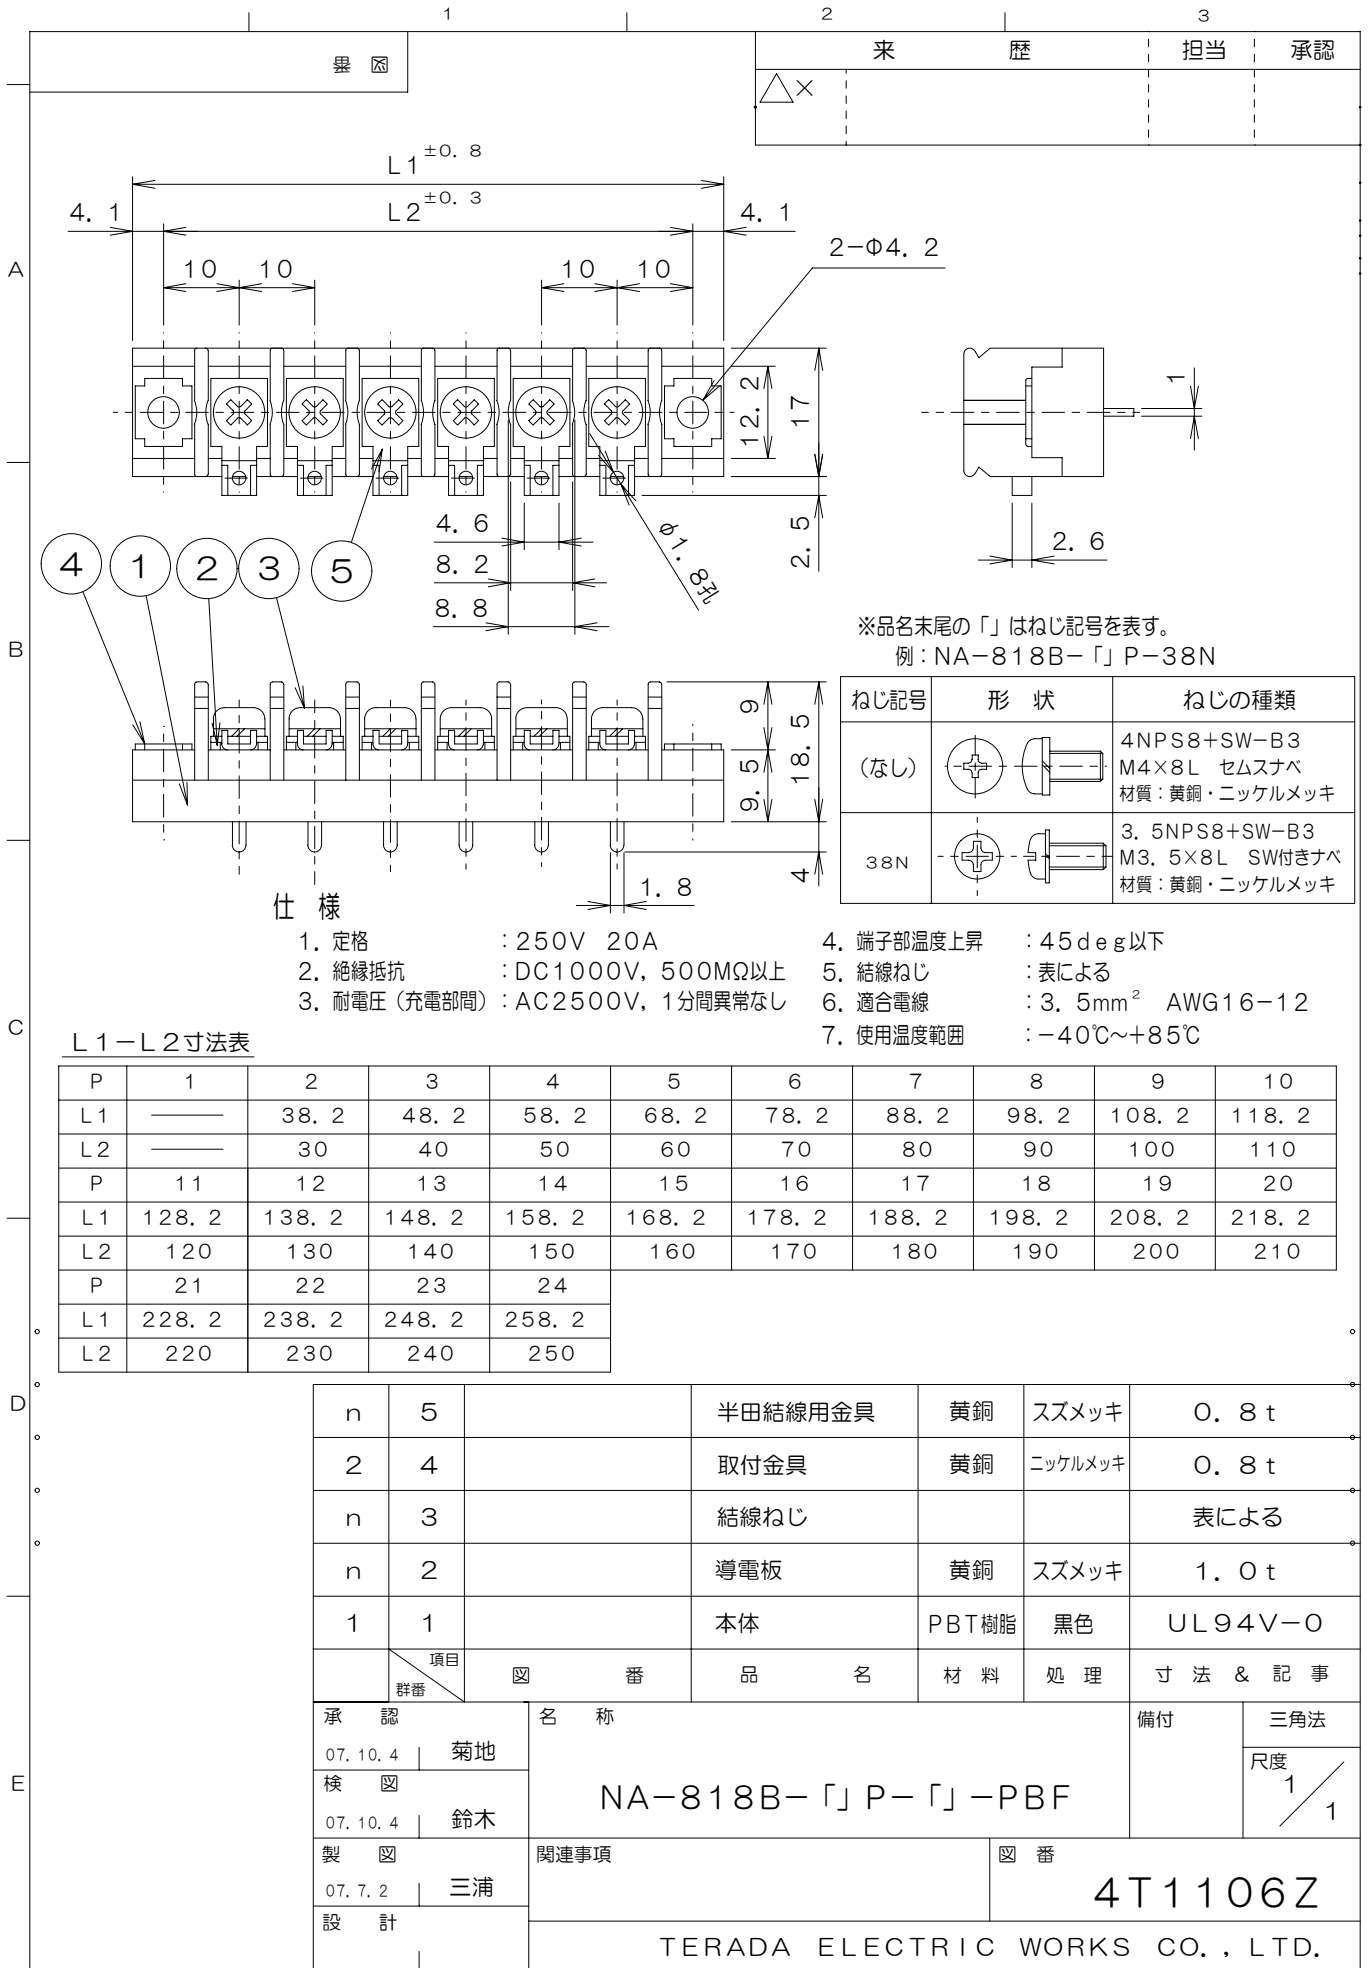 1 2 3
図番
来歴 担当 承認
△×
A
B
C
D
E
L1±0.8
L2±0.3
4.1
4.1
10 10 10 10
2-Φ4.2
12.2
17
2.5
1
2.6
4.6
8.2
8.8
φ1.8孔
4 1 2 3 5
9
9.5
18.5
4
1.8
※品名末尾の「」はねじ記号を表す。
例：NA-818B-「」P-38N
ねじ記号 形状 ねじの種類
(なし)
4NPS8+SW-B3
M4×8L セムスナベ
材質：黄銅・ニッケルメッキ
38N
3.5NPS8+SW-B3
M3.5×8L SW付きナベ
材質：黄銅・ニッケルメッキ
仕様
1. 定格 ：250V 20A
2. 絶縁抵抗 ：DC1000V, 500MΩ以上
3. 耐電圧（充電部間）：AC2500V, 1分間異常なし
4. 端子部温度上昇 ：45deg以下
5. 結線ねじ ：表による
6. 適合電線 ：3.5mm² AWG16-12
7. 使用温度範囲 ：-40℃～+85℃
L1-L2寸法表
P 1 2 3 4 5 6 7 8 9 10
L1 —— 38.2 48.2 58.2 68.2 78.2 88.2 98.2 108.2 118.2
L2 —— 30 40 50 60 70 80 90 100 110
P 11 12 13 14 15 16 17 18 19 20
L1 128.2 138.2 148.2 158.2 168.2 178.2 188.2 198.2 208.2 218.2
L2 120 130 140 150 160 170 180 190 200 210
P 21 22 23 24
L1 228.2 238.2 248.2 258.2
L2 220 230 240 250
n 5 半田結線用金具 黄銅 スズメッキ 0.8t
2 4 取付金具 黄銅 ニッケルメッキ 0.8t
n 3 結線ねじ 表による
n 2 導電板 黄銅 スズメッキ 1.0t
1 1 本体 PBT樹脂 黒色 UL94V-0
項目 群番 図番 品名 材料 処理 寸法＆記事
承認
07.10.4 菊地
検図
07.10.4 鈴木
製図
07.7.2 三浦
設計
名称
NA-818B-「」P-「」-PBF
備付
三角法
尺度
1/1
関連事項
図番
4T1106Z
TERADA ELECTRIC WORKS CO., LTD.